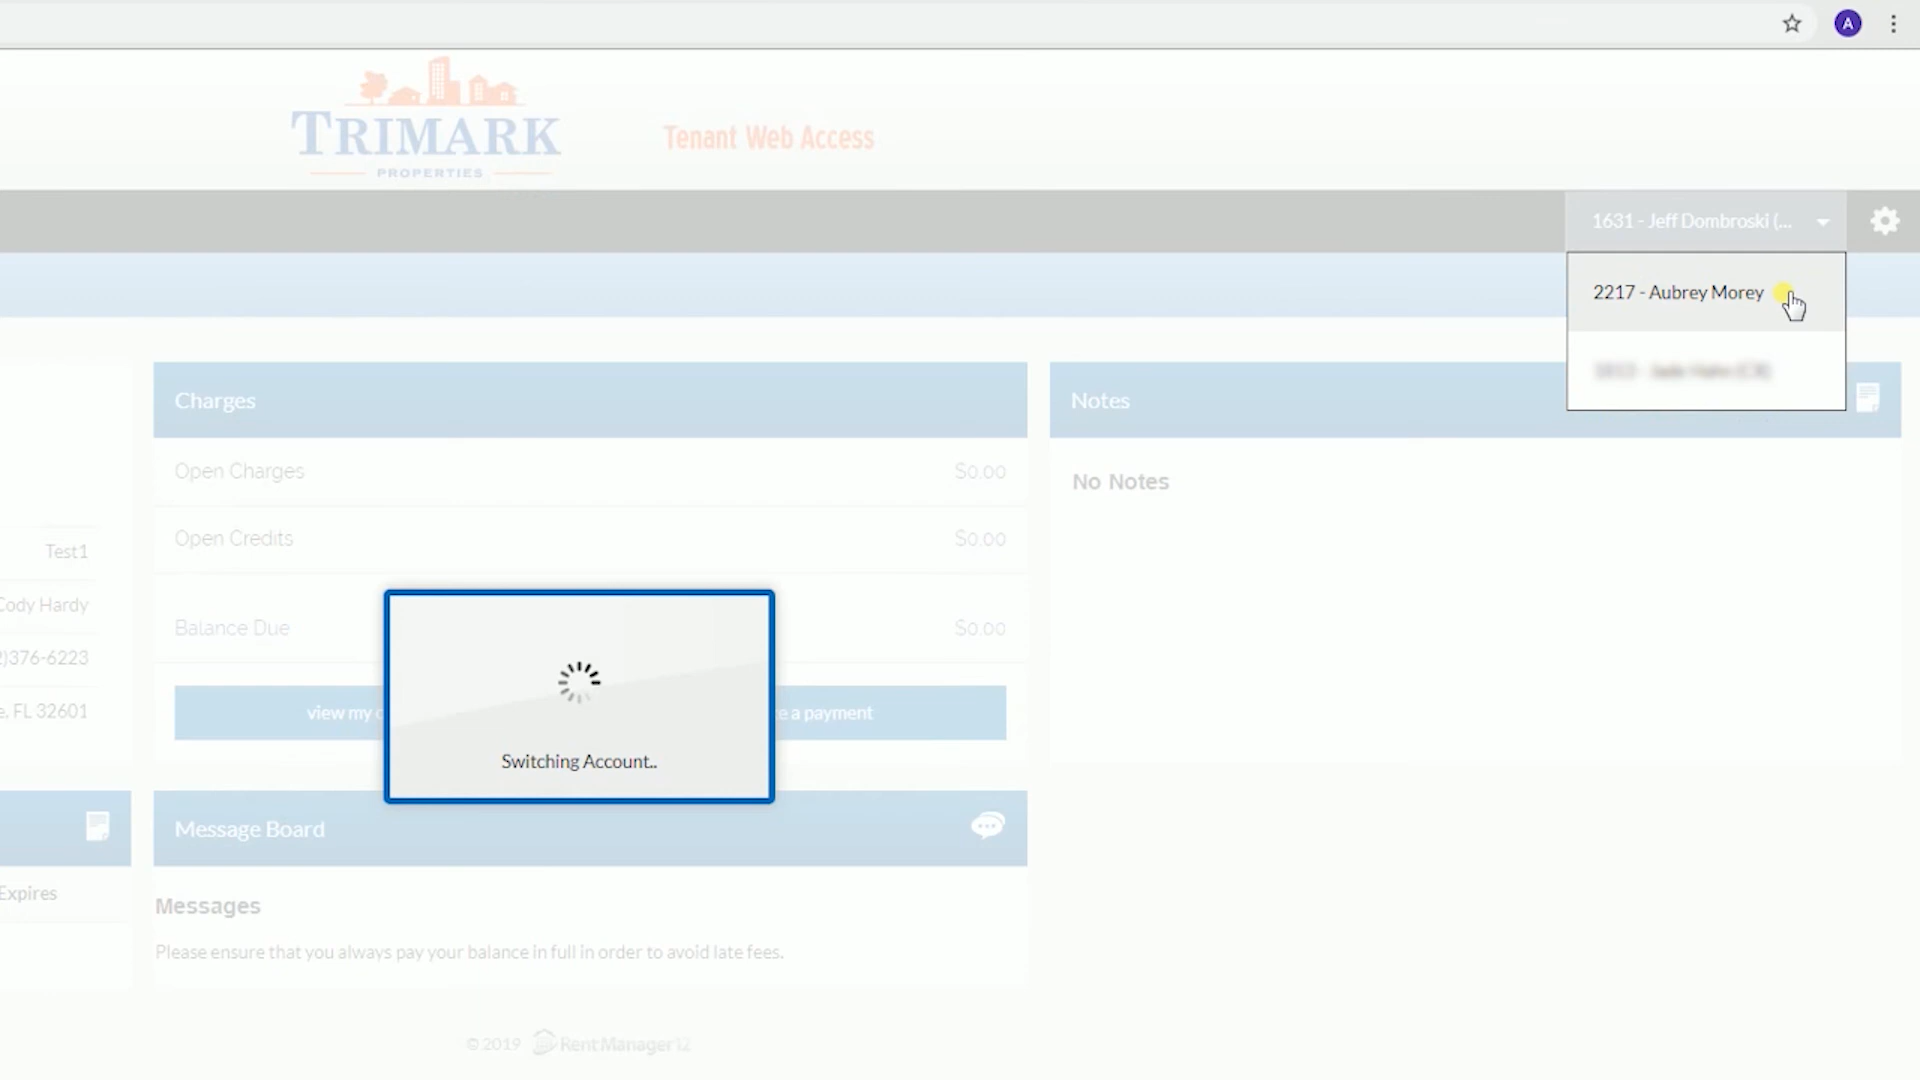 A
TRIMARK
PROPERTIES
Tenant Web Access
1631 - Jeff Dombroski (...
2217 - Aubrey Morey
Charges
Notes
Open Charges $0.00
No Notes
Open Credits $0.00
Test1
Cody Hardy
Balance Due $0.00
)376-6223
, FL 32601
view my
a payment
Switching Account..
Message Board
Expires
Messages
Please ensure that you always pay your balance in full in order to avoid late fees.
© 2019 RentManager12